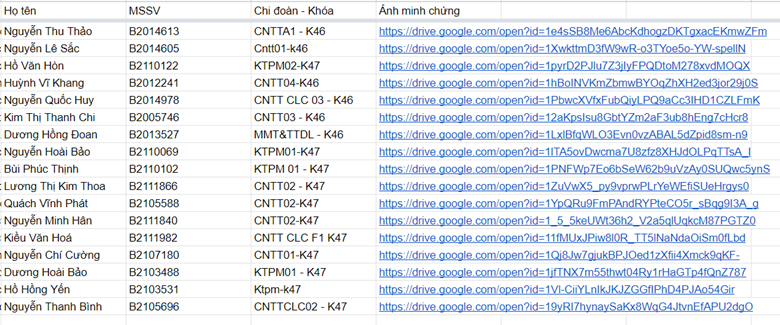 Họ tên MSSV Chi đoàn - Khóa Ảnh minh chứng
Nguyễn Thu Thảo B2014613 CNTTA1 - K46 https://drive.google.com/open?id=1e4sSB8Me6AbcKdhogzDKTgxacEKmwZFm
Nguyễn Lê Sắc B2014605 Cntt01-k46 https://drive.google.com/open?id=1XwkttmD3fW9wR-o3TYoe5o-YW-speIlN
Hồ Văn Hòn B2110122 KTPM02-K47 https://drive.google.com/open?id=1pyrD2PJlu7Z3jIyFPQDtoM278xvdMOQX
Huỳnh Vĩ Khang B2012241 CNTT04-K46 https://drive.google.com/open?id=1hBolNVKmZbmwBYOqZhXH2ed3jor29j0S
Nguyễn Quốc Huy B2014978 CNTT CLC 03 - K46 https://drive.google.com/open?id=1PbwcXVfxFubQiyLPQ9aCc3IHD1CZLFmK
Kim Thị Thanh Chi B2005746 CNTT03 - K46 https://drive.google.com/open?id=12aKpsIsu8GbtYZm2aF3ub8hEng7cHcr8
Dương Hồng Đoan B2013527 MMT&TTDL - K46 https://drive.google.com/open?id=1LxIBfqWLO3Evn0vzABAL5dZpid8sm-n9
Nguyễn Hoài Bảo B2110069 KTPM01-K47 https://drive.google.com/open?id=1ITA5ovDwcma7U8zfz8XHJdOLPqTTsA_I
Bùi Phúc Thịnh B2110102 KTPM 01 - K47 https://drive.google.com/open?id=1PNFWp7Eo6bSeW62b9uVzAy0SUQwc5ynS
Lương Thị Kim Thoa B2111866 CNTT02 - K47 https://drive.google.com/open?id=1ZuVwX5_py9vprwPLrYeWEfiSUeHrgys0
Quách Vĩnh Phát B2105588 CNTT02-K47 https://drive.google.com/open?id=1YpQRu9FmPAndRYPteCO5r_sBqg9I3A_g
Nguyễn Minh Hân B2111840 CNTT02-K47 https://drive.google.com/open?id=1_5_5keUWt36h2_V2a5qlUqkcM87PGTZ0
Kiều Văn Hoá B2111982 CNTT CLC F1 K47 https://drive.google.com/open?id=11fMUxJPiw8l0R_TT5lNaNdaOiSm0fLbd
Nguyễn Chí Cường B2107180 CNTT01-K47 https://drive.google.com/open?id=1Qj8Jw7gjukBPJOed1zXfii4Xmck9qKF-
Dương Hoài Bảo B2103488 KTPM01 - K47 https://drive.google.com/open?id=1jfTNX7m55thwt04Ry1rHaGTp4fQnZ787
Hồ Hồng Yến B2103531 Ktpm-k47 https://drive.google.com/open?id=1Vl-CiiYLnIkJKJZGGfIPhD4PJAo54Gir
Nguyễn Thanh Bình B2105696 CNTTCLC02 - K47 https://drive.google.com/open?id=19yRI7hynaySaKx8WqG4JtvnEfAPU2dgO